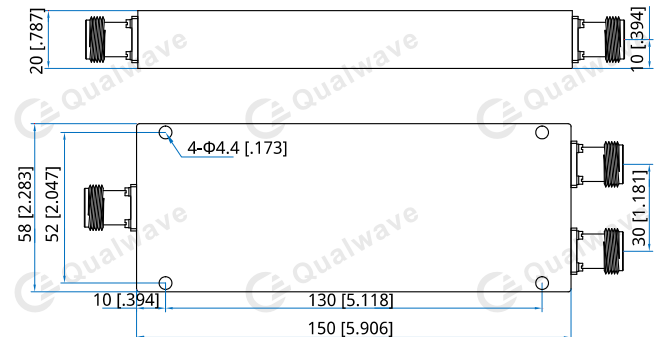 20 [.787]
10 [.394]
Qualwave
Qualwave
Qualwave
4-Φ4.4 [.173]
58 [2.283]
52 [2.047]
30 [1.181]
Qualwave
Qualwave
Qualwave
10 [.394]
130 [5.118]
150 [5.906]